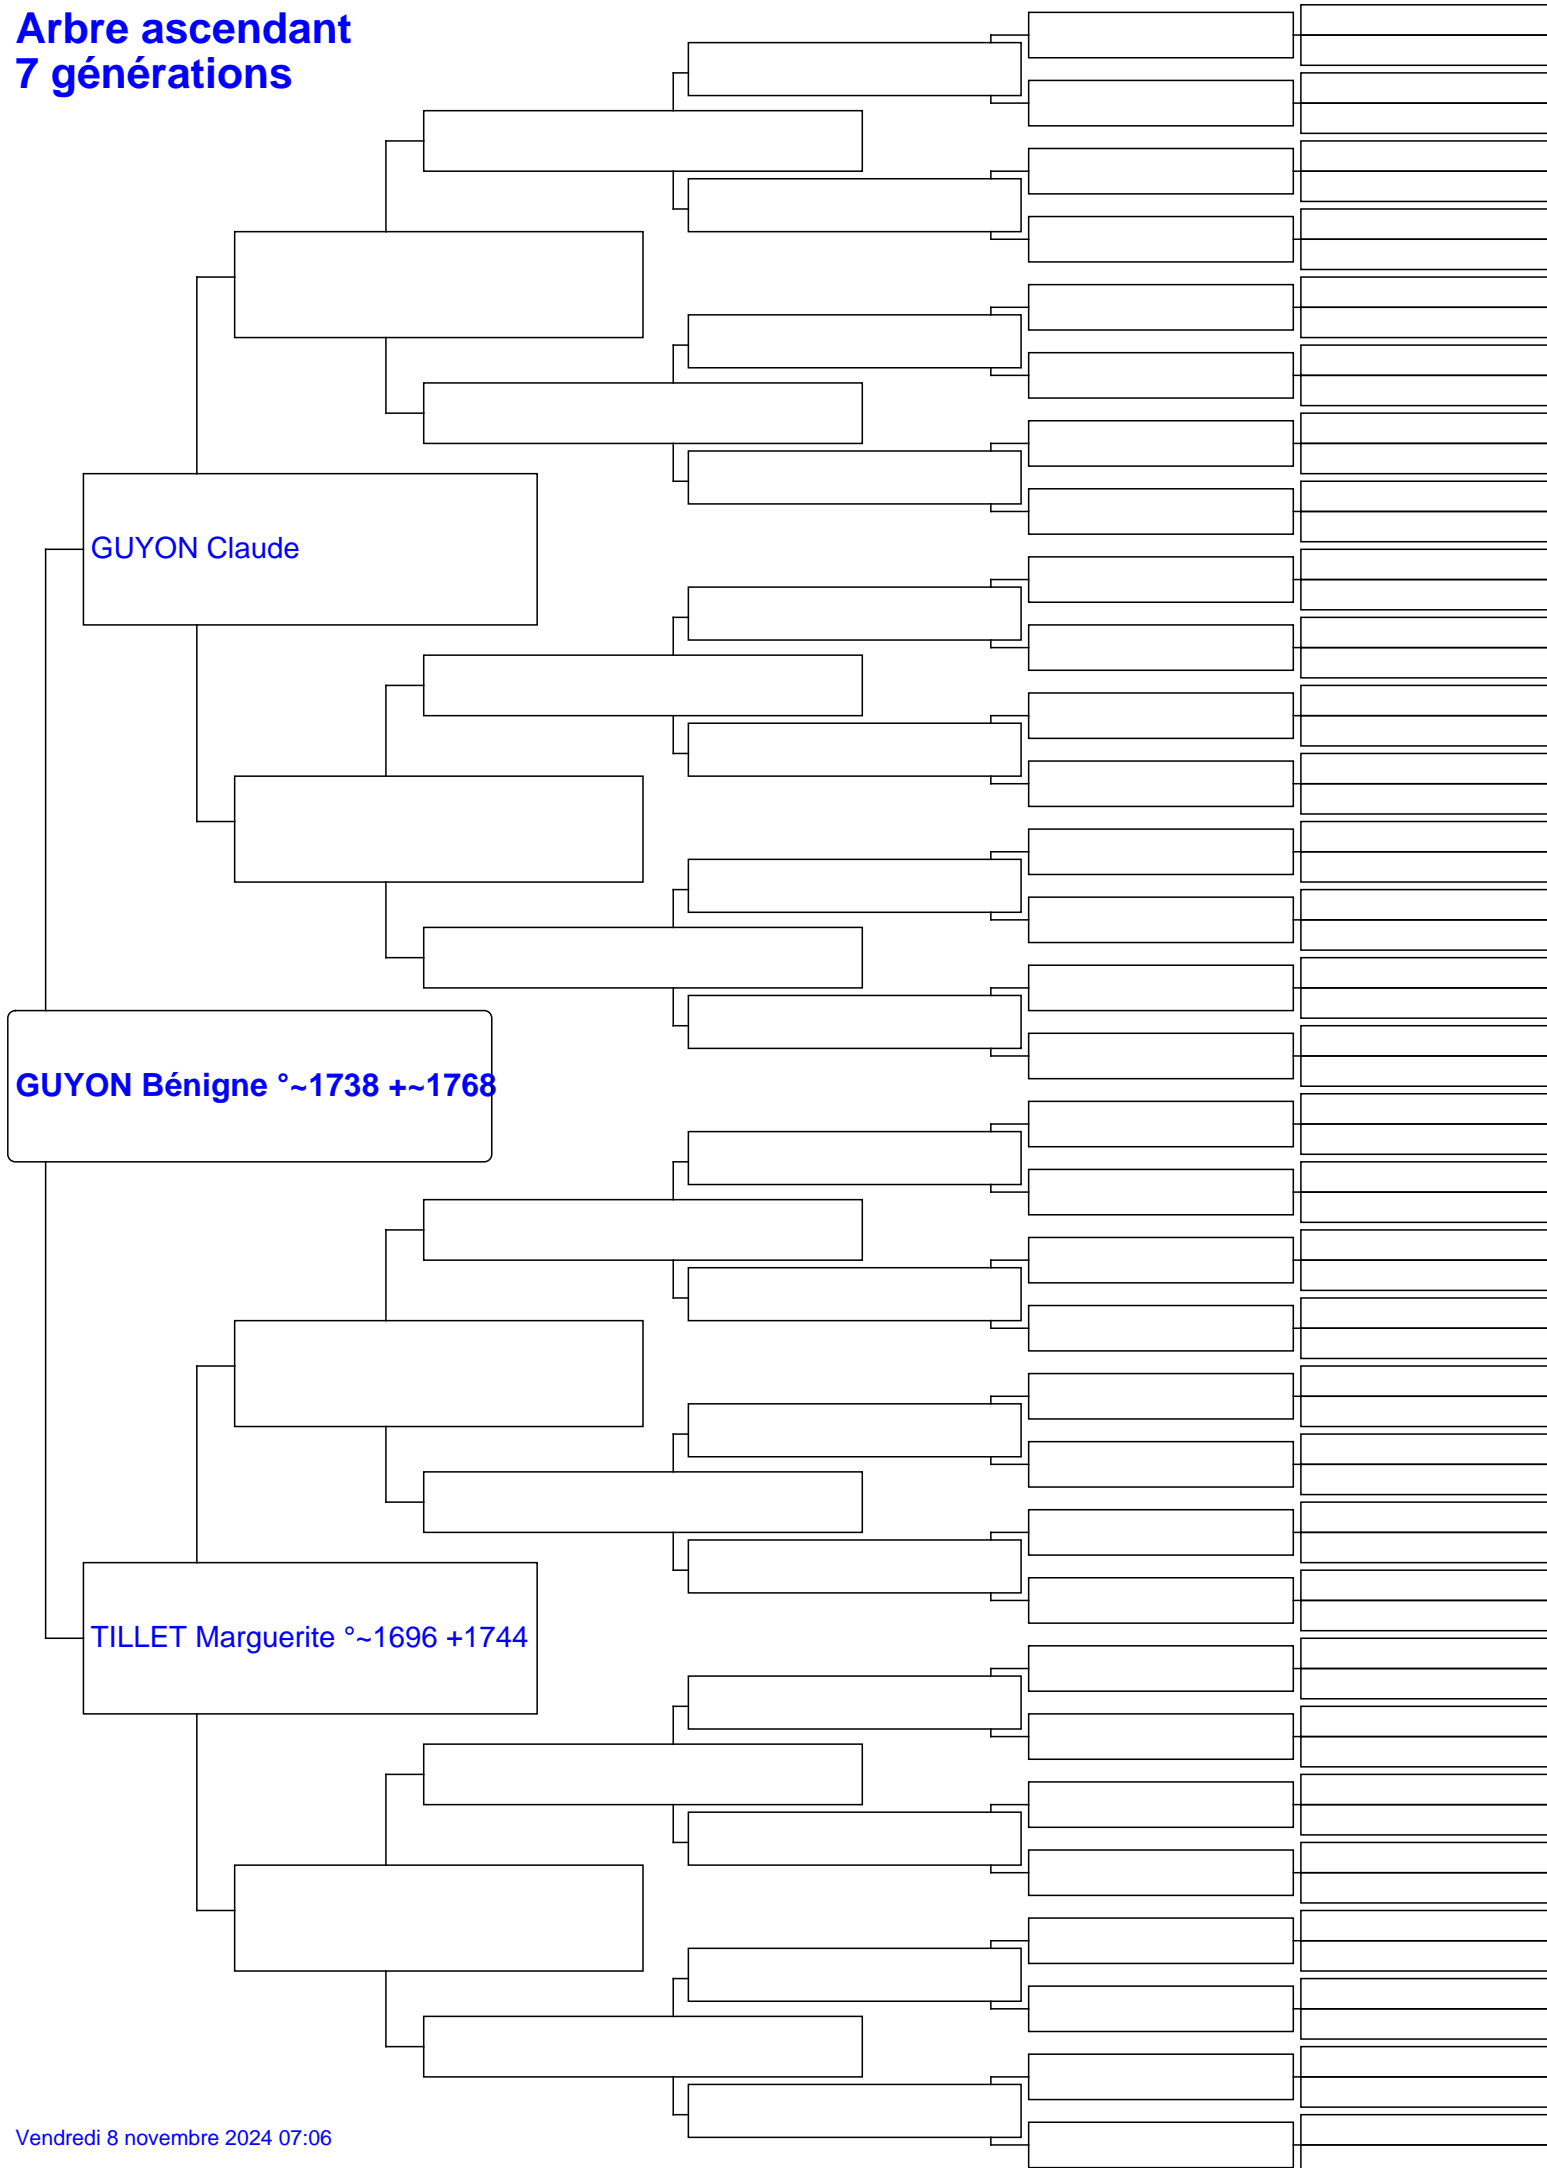 Arbre ascendant
7 générations
GUYON Claude
GUYON Bénigne °~1738 +~1768
TILLET Marguerite °~1696 +1744
Vendredi 8 novembre 2024 07:06